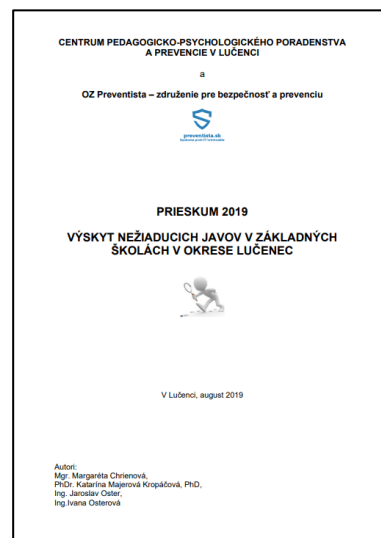 CENTRUM PEDAGOGICKO-PSYCHOLOGICKÉHO PORADENSTVA
A PREVENCIE V LUČENCI
a
OZ Preventista – združenie pre bezpečnosť a prevenciu
preventista.sk
PRIESKUM 2019
VÝSKYT NEŽIADUCICH JAVOV V ZÁKLADNÝCH
ŠKOLÁCH V OKRESE LUČENEC
V Lučenci, august 2019
Autori:
Mgr. Margaréta Chrienová,
PhDr. Katarína Majerová Kropáčová, PhD,
Ing. Jaroslav Oster,
Ing.Ivana Osterová